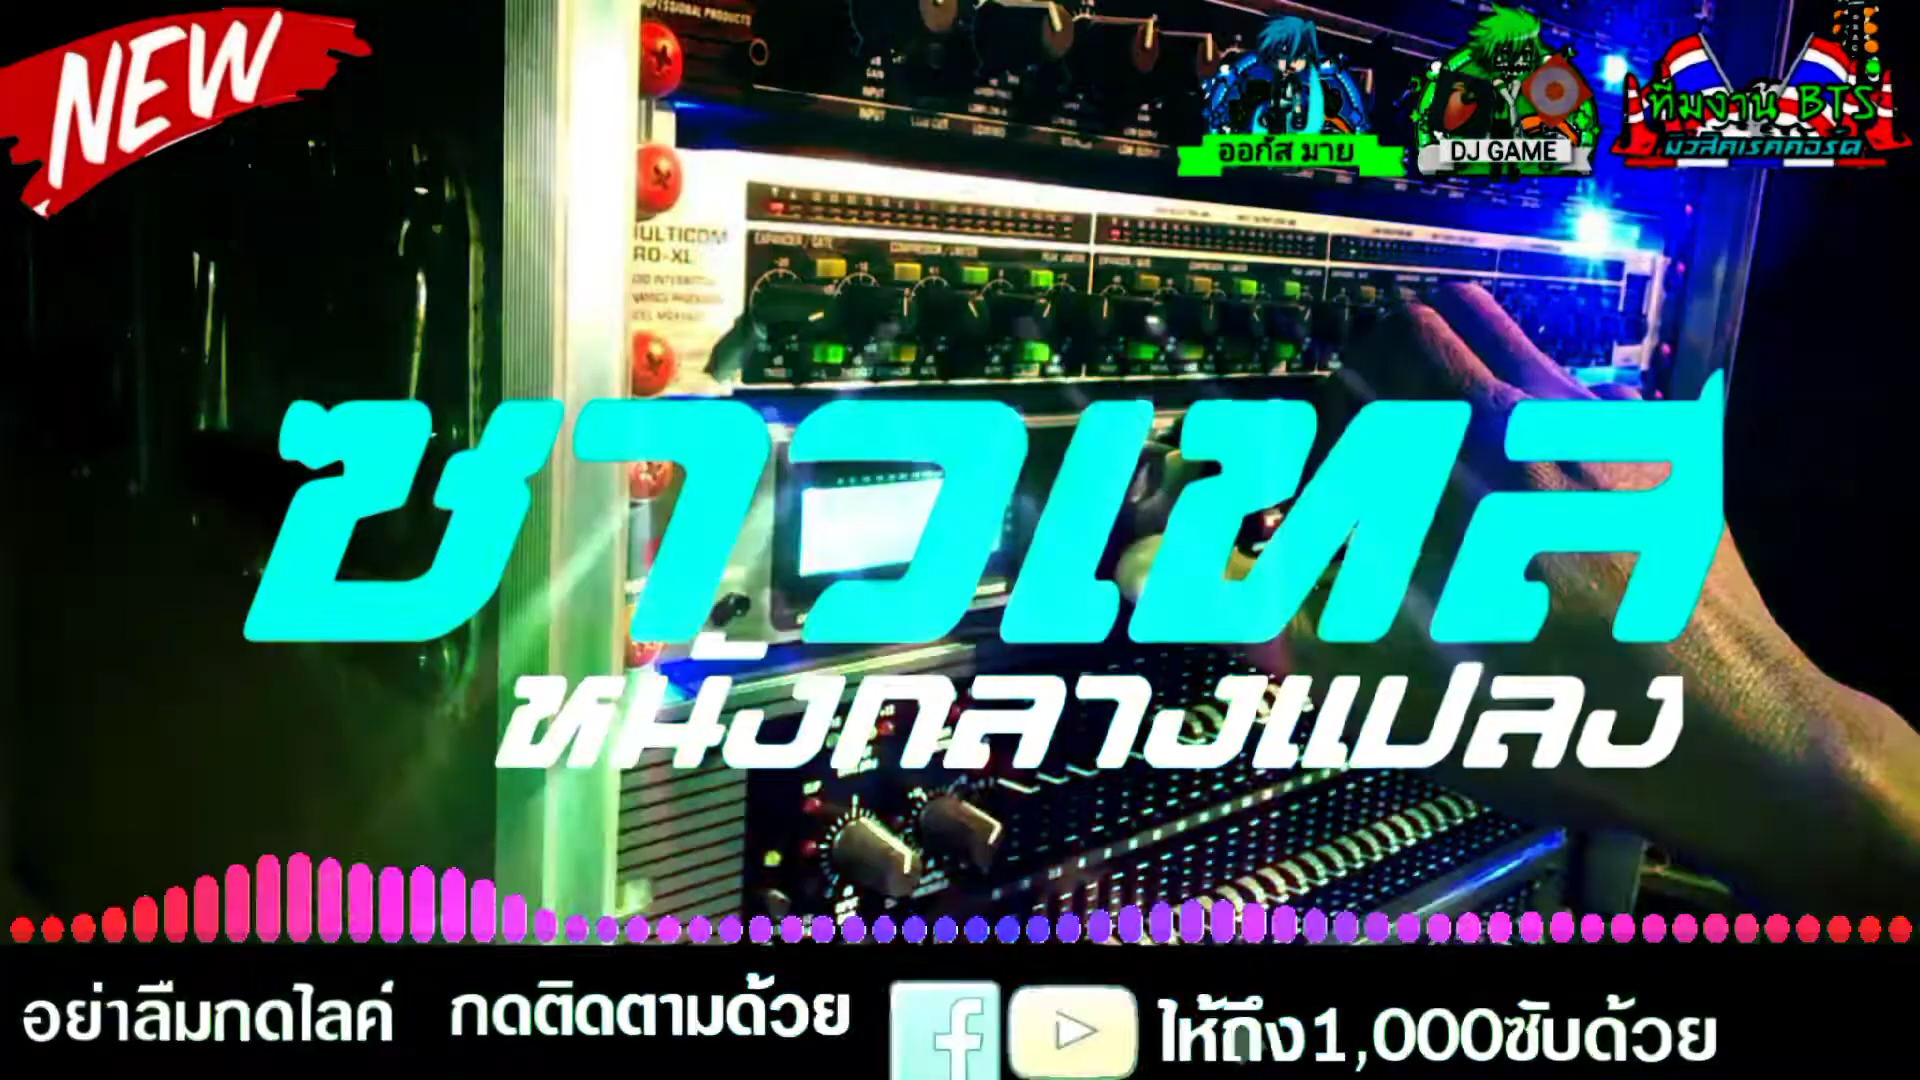 NEW
ออกัส มาย
DJ GAME
ทีมงาน BTS
มิวสิคเรคคอร์ด
EXPANDER / GATE
ซาวเทส
หนังกลางแปลง
อย่าลืมกดไลค์ กดติดตามด้วย
ไห้ถึง1,000ซับด้วย